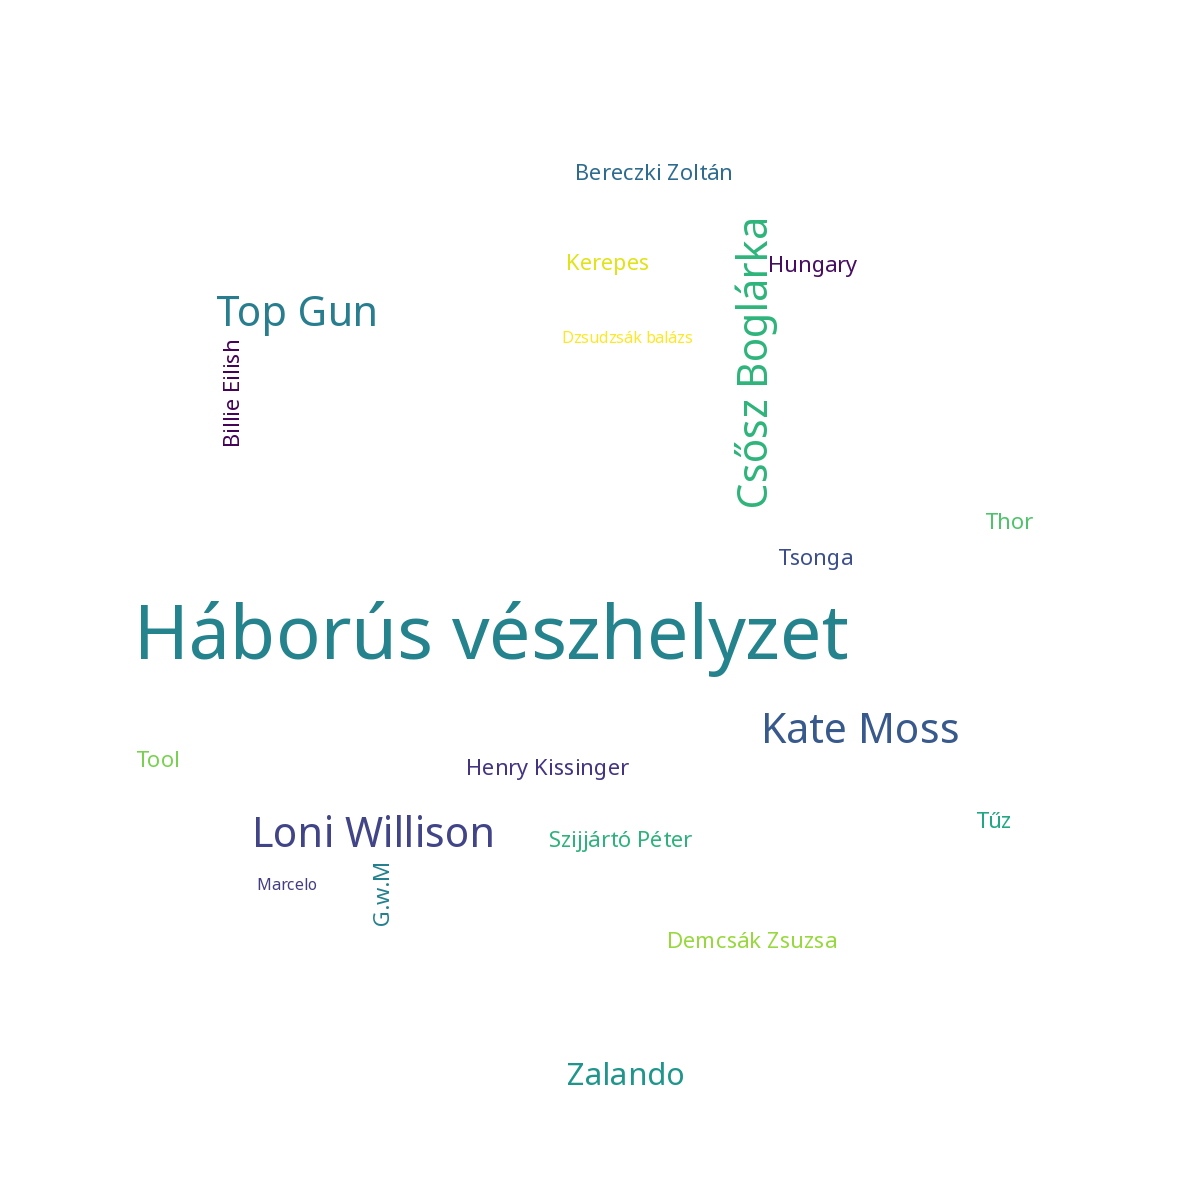 Bereczki Zoltán
Csősz Boglárka
Kerepes
Hungary
Top Gun
Dzsudzsák balázs
Billie Eilish
Thor
Tsonga
Háborús vészhelyzet
Kate Moss
Tool
Henry Kissinger
Loni Willison
Tűz
Szijjártó Péter
Marcelo
G.w.M
Demcsák Zsuzsa
Zalando